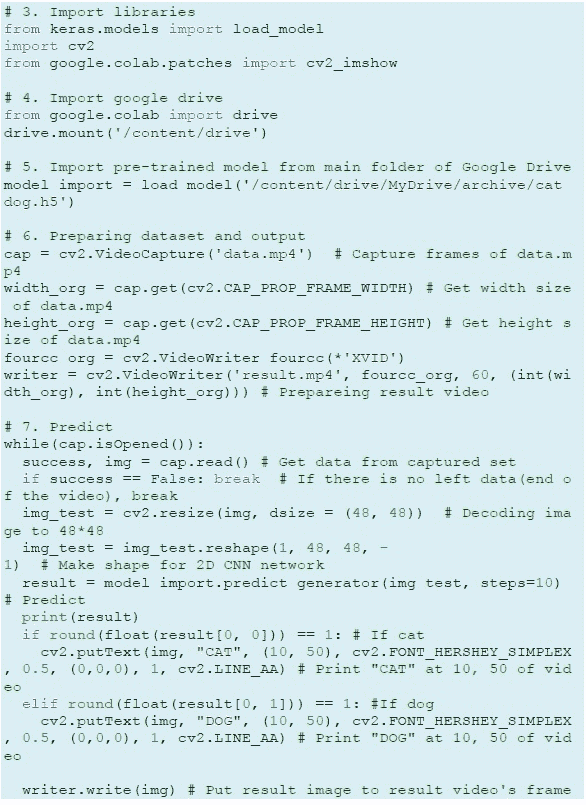 # 3. Import libraries
from keras.models import load_model
import cv2
from google.colab.patches import cv2_imshow
# 4. Import google drive
from google.colab import drive
drive.mount('/content/drive')
# 5. Import pre-trained model from main folder of Google Drive
model import = load model('/content/drive/MyDrive/archive/cat
dog.h5')
# 6. Preparing dataset and output
cap = cv2.VideoCapture('data.mp4')  # Capture frames of data.m
p4
width_org = cap.get(cv2.CAP_PROP_FRAME_WIDTH) # Get width size
 of data.mp4
height_org = cap.get(cv2.CAP_PROP_FRAME_HEIGHT) # Get height s
ize of data.mp4
fourcc org = cv2.VideoWriter fourcc(*'XVID')
writer = cv2.VideoWriter('result.mp4', fourcc_org, 60, (int(wi
dth_org), int(height_org))) # Prepareing result video
# 7. Predict
while(cap.isOpened()):
  success, img = cap.read() # Get data from captured set
  if success == False: break  # If there is no left data(end o
f the video), break
  img_test = cv2.resize(img, dsize = (48, 48))  # Decoding ima
ge to 48*48
  img_test = img_test.reshape(1, 48, 48, -
1)  # Make shape for 2D CNN network
  result = model import.predict generator(img test, steps=10)
# Predict
  print(result)
  if round(float(result[0, 0])) == 1: # If cat
    cv2.putText(img, "CAT", (10, 50), cv2.FONT_HERSHEY_SIMPLEX
, 0.5, (0,0,0), 1, cv2.LINE_AA) # Print "CAT" at 10, 50 of vid
eo
  elif round(float(result[0, 1])) == 1: #If dog
    cv2.putText(img, "DOG", (10, 50), cv2.FONT_HERSHEY_SIMPLEX
, 0.5, (0,0,0), 1, cv2.LINE_AA) # Print "DOG" at 10, 50 of vid
eo
  writer.write(img) # Put result image to result video's frame